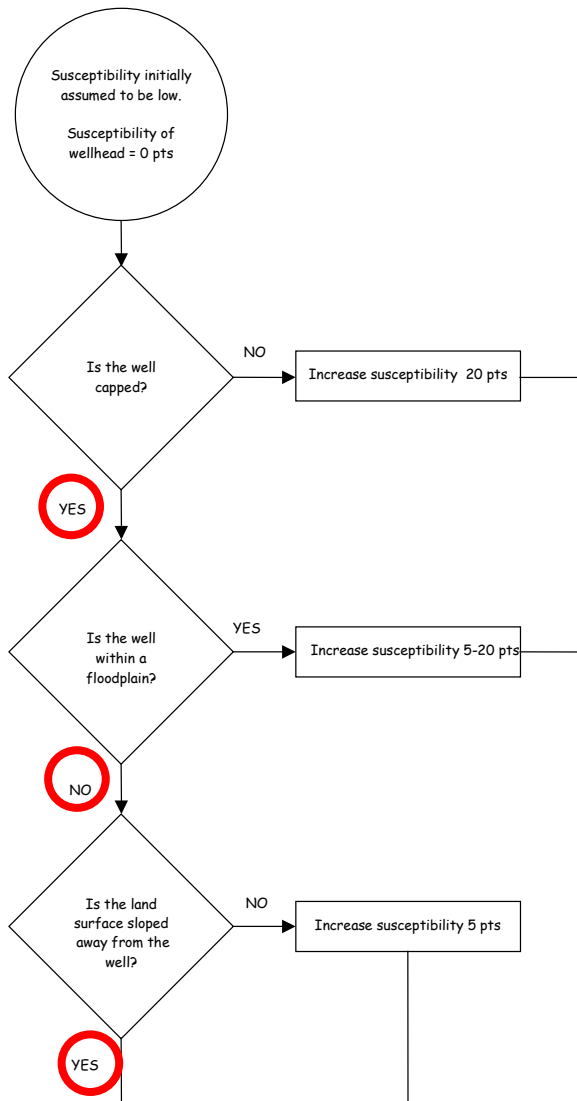 Susceptibility initially
assumed to be low.
Susceptibility of
wellhead = 0 pts
Is the well
capped?
NO
Increase susceptibility  20 pts
YES
Is the well
within a
floodplain?
YES
Increase susceptibility 5-20 pts
NO
Is the land
surface sloped
away from the
well?
NO
Increase susceptibility 5 pts
YES